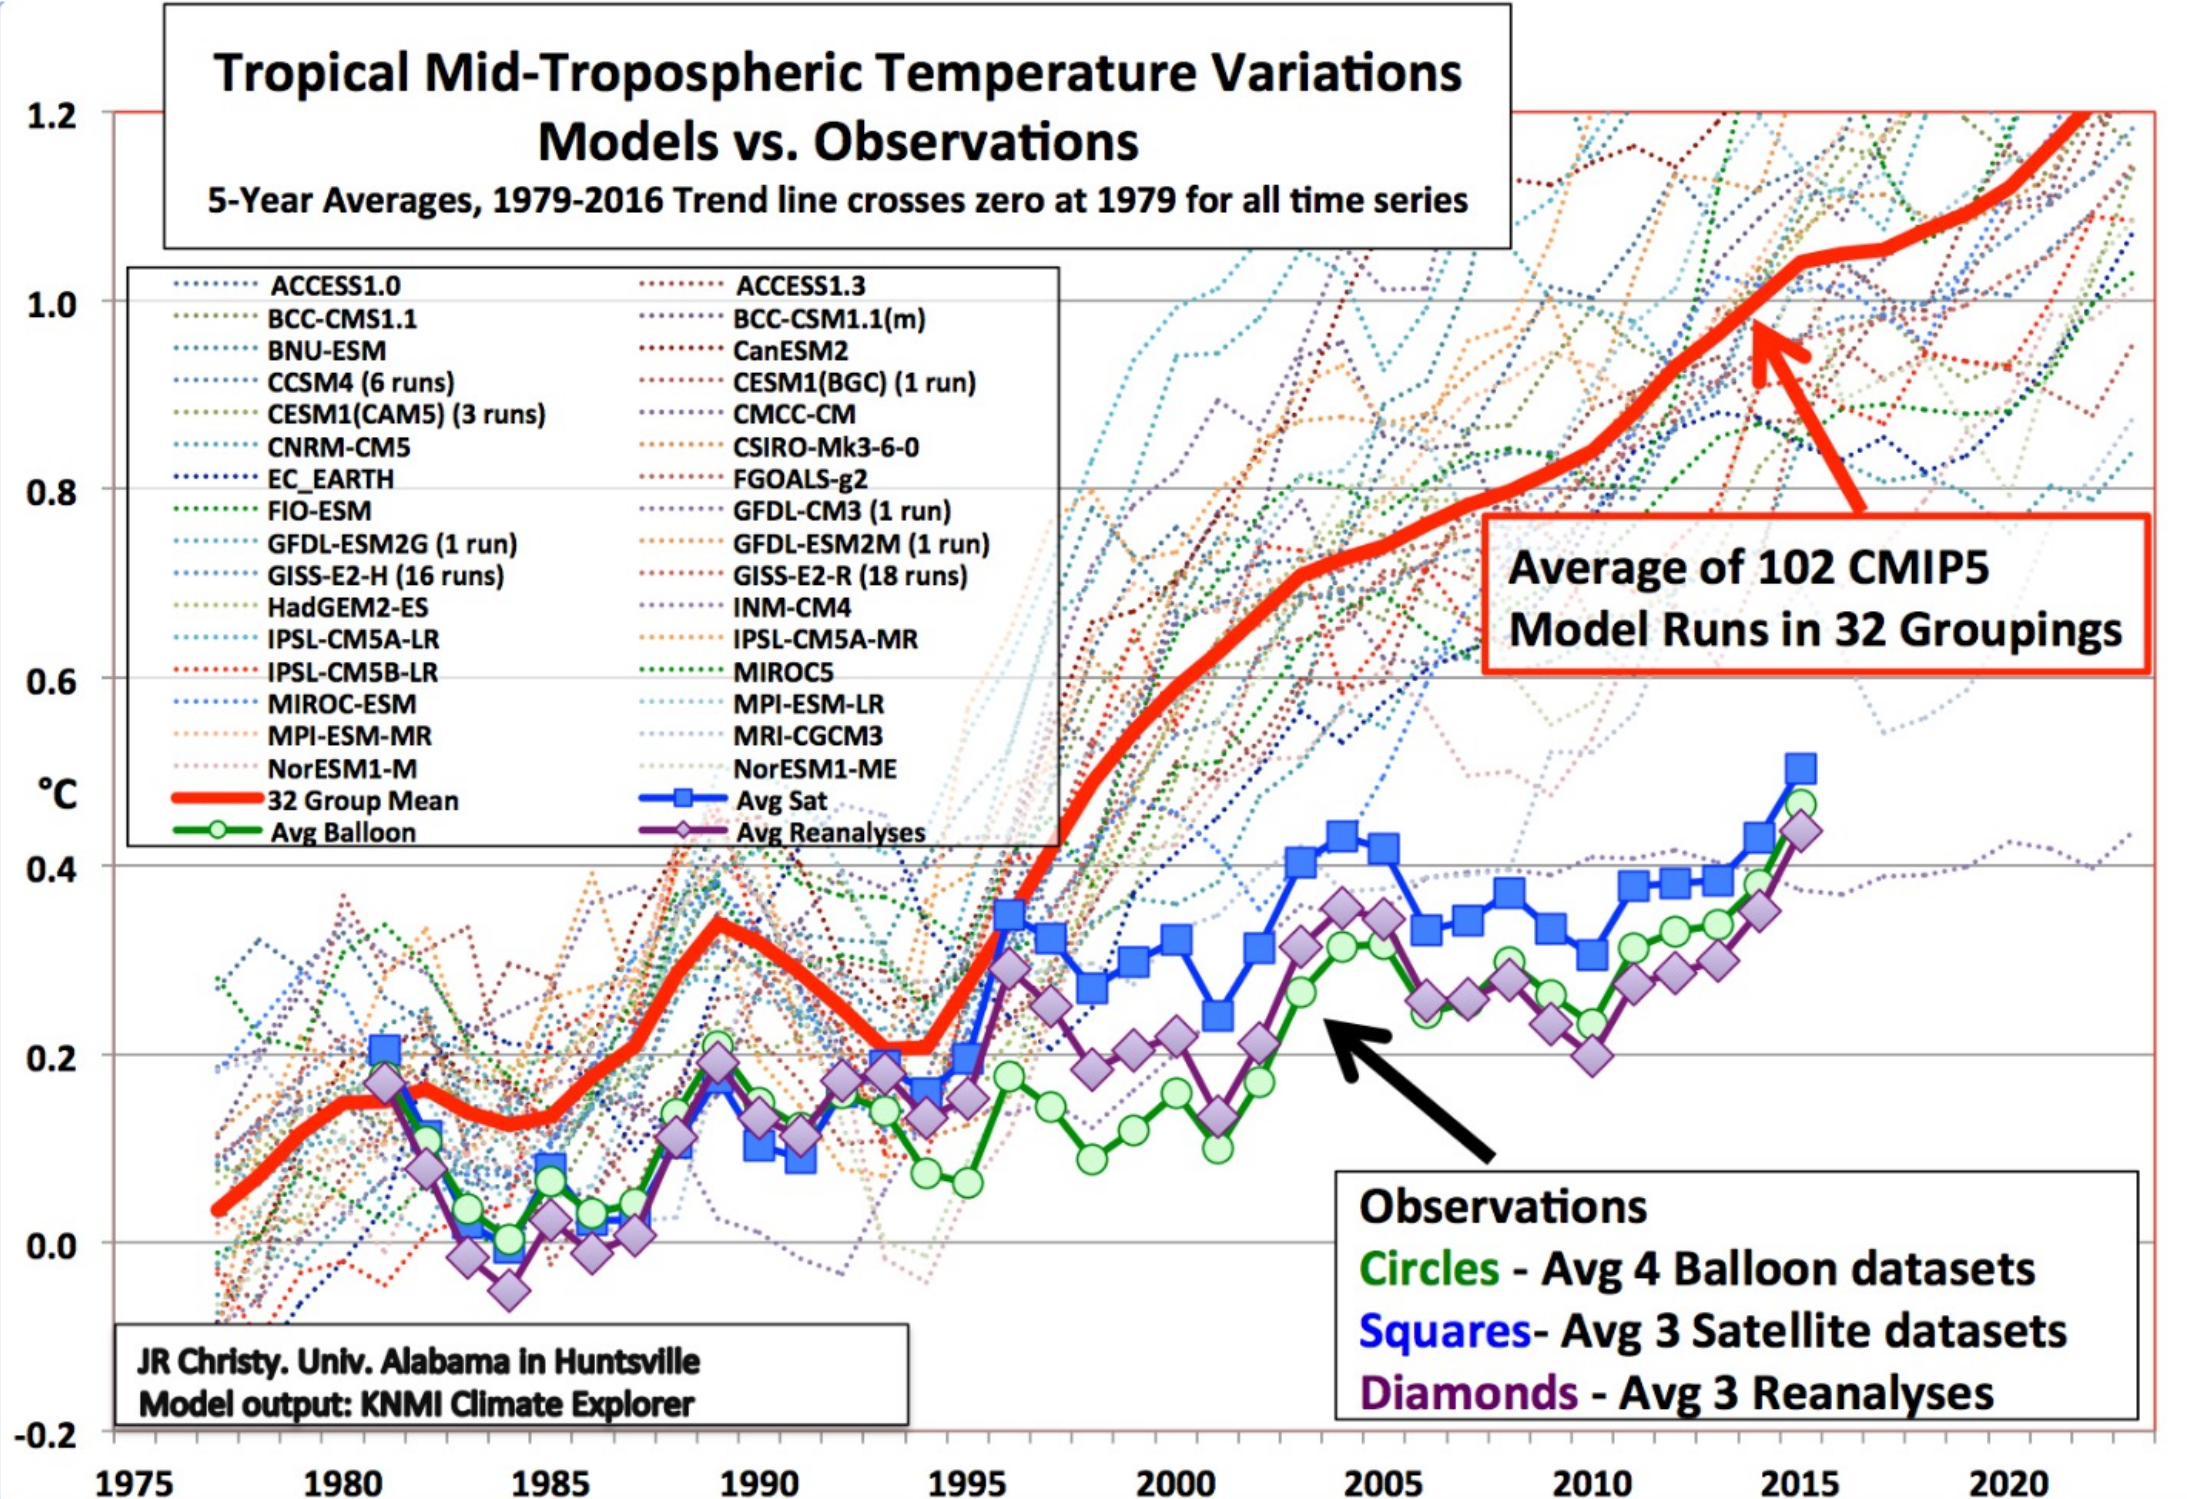 Tropical Mid-Tropospheric Temperature Variations
Models vs. Observations
5-Year Averages, 1979-2016 Trend line crosses zero at 1979 for all time series
1.2
1.0
0.8
0.6
°C
0.4
0.2
0.0
-0.2
ACCESS1.0 ACCESS1.3
BCC-CMS1.1 BCC-CSM1.1(m)
BNU-ESM CanESM2
CCSM4 (6 runs) CESM1(BGC) (1 run)
CESM1(CAM5) (3 runs) CMCC-CM
CNRM-CM5 CSIRO-Mk3-6-0
EC_EARTH FGOALS-g2
FIO-ESM GFDL-CM3 (1 run)
GFDL-ESM2G (1 run) GFDL-ESM2M (1 run)
GISS-E2-H (16 runs) GISS-E2-R (18 runs)
HadGEM2-ES INM-CM4
IPSL-CM5A-LR IPSL-CM5A-MR
IPSL-CM5B-LR MIROC5
MIROC-ESM MPI-ESM-LR
MPI-ESM-MR MRI-CGCM3
NorESM1-M NorESM1-ME
32 Group Mean Avg Sat
Avg Balloon Avg Reanalyses
Average of 102 CMIP5
Model Runs in 32 Groupings
Observations
Circles - Avg 4 Balloon datasets
Squares- Avg 3 Satellite datasets
Diamonds - Avg 3 Reanalyses
JR Christy. Univ. Alabama in Huntsville
Model output: KNMI Climate Explorer
1975 1980 1985 1990 1995 2000 2005 2010 2015 2020